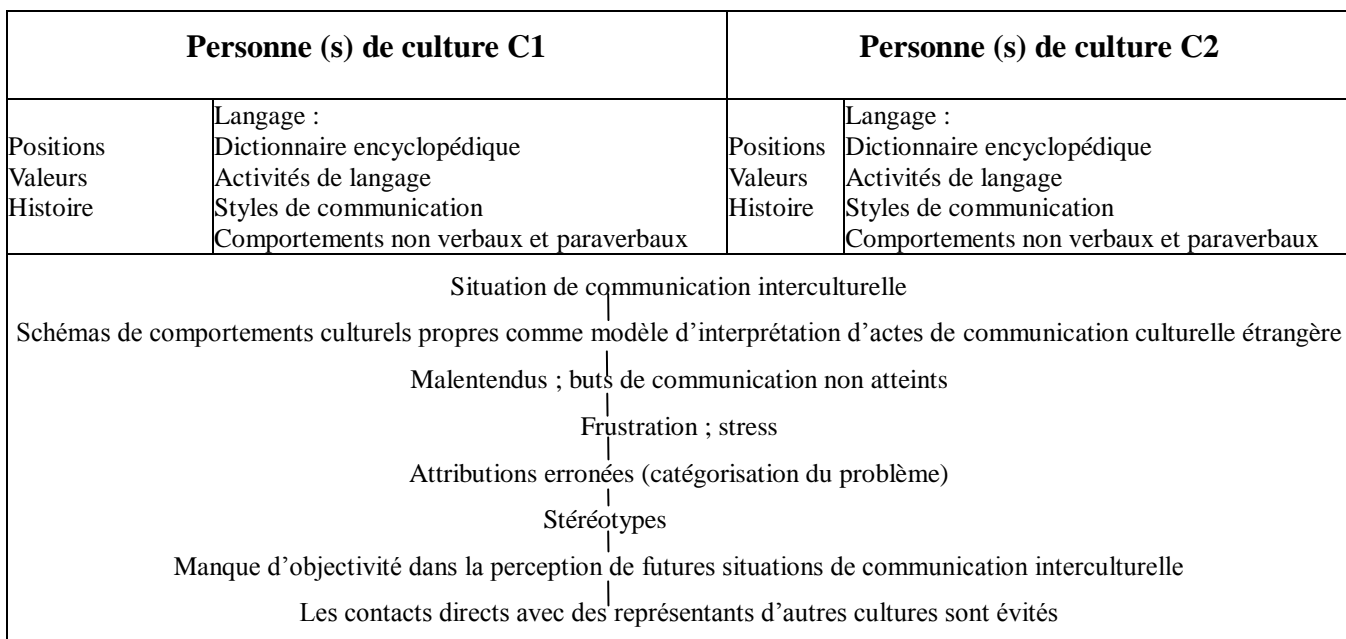 Personne (s) de culture C1
Personne (s) de culture C2
Positions
Valeurs
Histoire
Langage :
Dictionnaire encyclopédique
Activités de langage
Styles de communication
Comportements non verbaux et paraverbaux
Positions
Valeurs
Histoire
Langage :
Dictionnaire encyclopédique
Activités de langage
Styles de communication
Comportements non verbaux et paraverbaux
Situation de communication interculturelle
Schémas de comportements culturels propres comme modèle d’interprétation d’actes de communication culturelle étrangère
Malentendus ; buts de communication non atteints
Frustration ; stress
Attributions erronées (catégorisation du problème)
Stéréotypes
Manque d’objectivité dans la perception de futures situations de communication interculturelle
Les contacts directs avec des représentants d’autres cultures sont évités